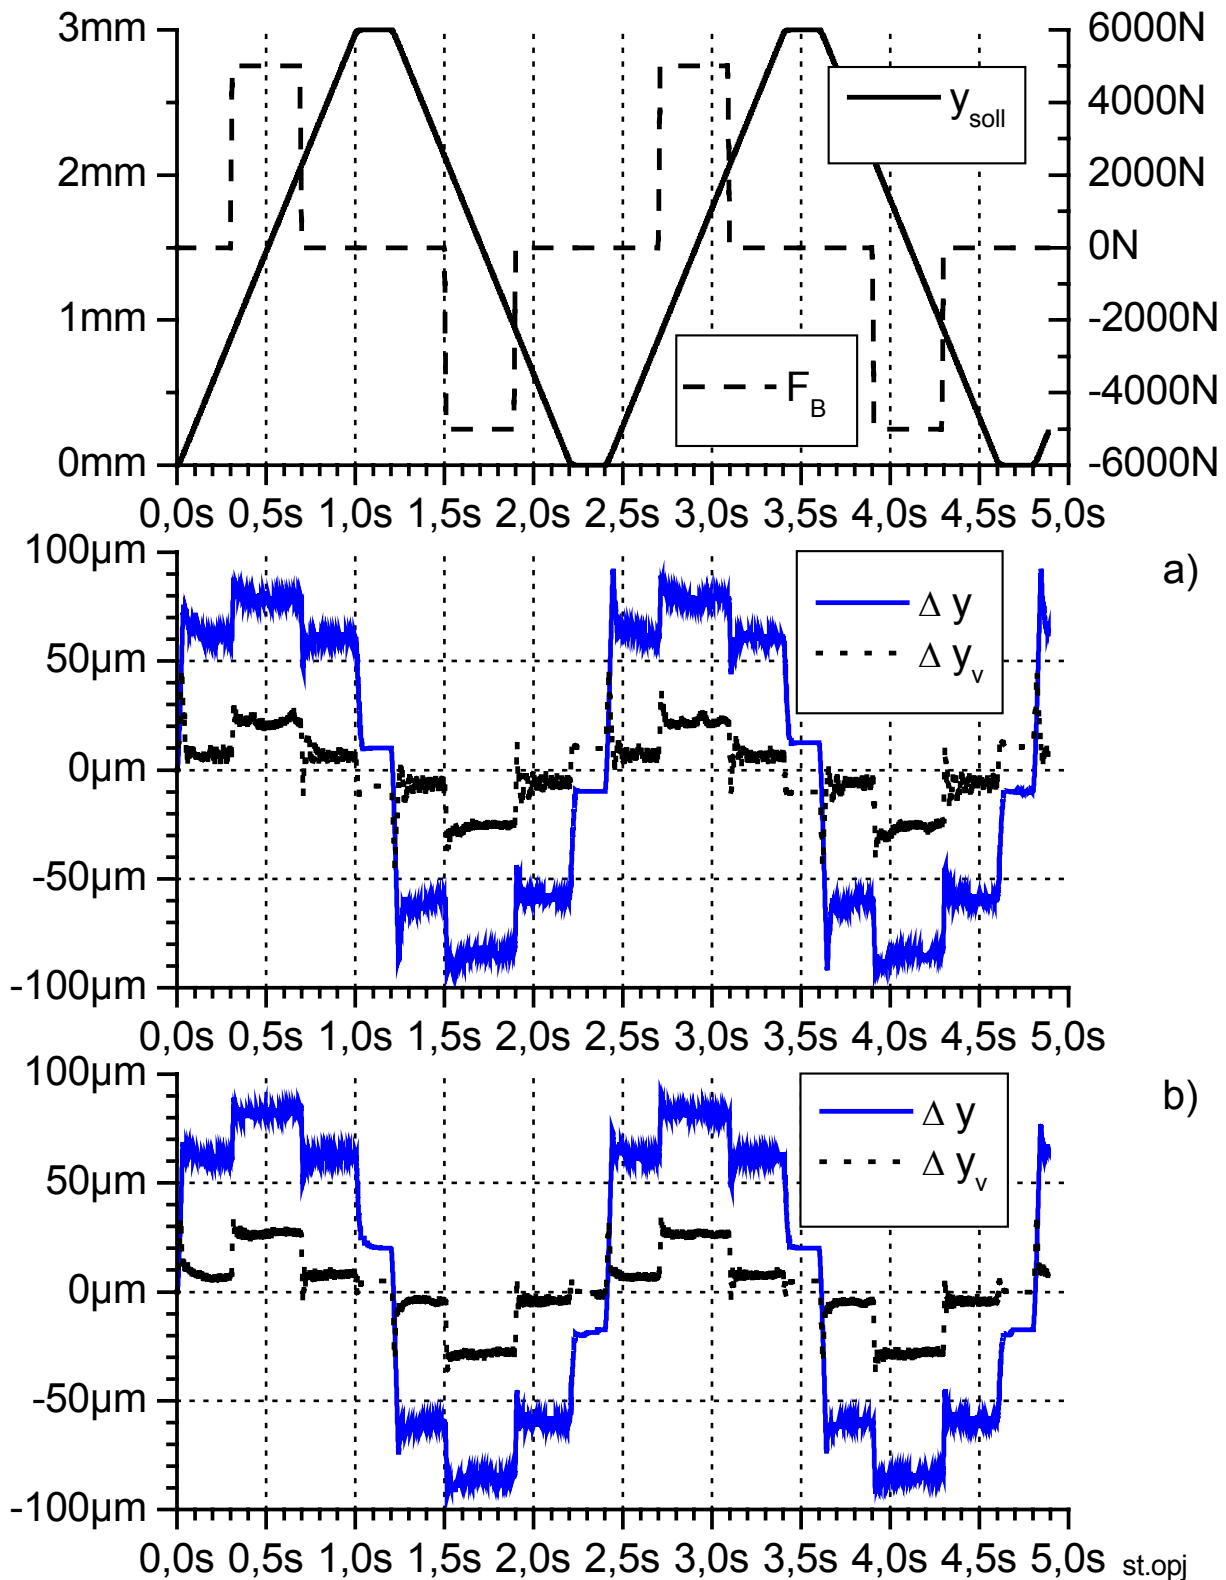 3mm 6000N
y_soll
4000N
2mm 2000N
0N
1mm -2000N
F_B
-4000N
0mm -6000N
0,0s 0,5s 1,0s 1,5s 2,0s 2,5s 3,0s 3,5s 4,0s 4,5s 5,0s
100µm
a)
Δ y
Δ y_v
50µm
0µm
-50µm
-100µm
0,0s 0,5s 1,0s 1,5s 2,0s 2,5s 3,0s 3,5s 4,0s 4,5s 5,0s
100µm
b)
Δ y
Δ y_v
50µm
0µm
-50µm
-100µm
0,0s 0,5s 1,0s 1,5s 2,0s 2,5s 3,0s 3,5s 4,0s 4,5s 5,0s
st.opj